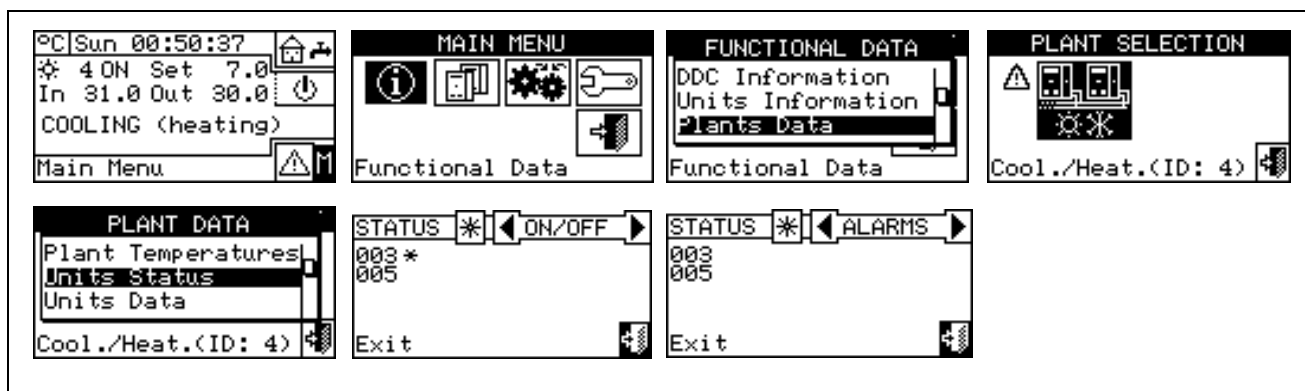 ºC Sun 00:50:37
4 ON Set 7.0
In 31.0 Out 30.0
COOLING (heating)
Main Menu M
MAIN MENU
Functional Data
FUNCTIONAL DATA
DDC Information
Units Information
Plants Data
Functional Data
PLANT SELECTION
Cool./Heat.(ID: 4)
PLANT DATA
Plant Temperatures
Units Status
Units Data
Cool./Heat.(ID: 4)
STATUS * ON/OFF
003 *
005
Exit
STATUS * ALARMS
003
005
Exit